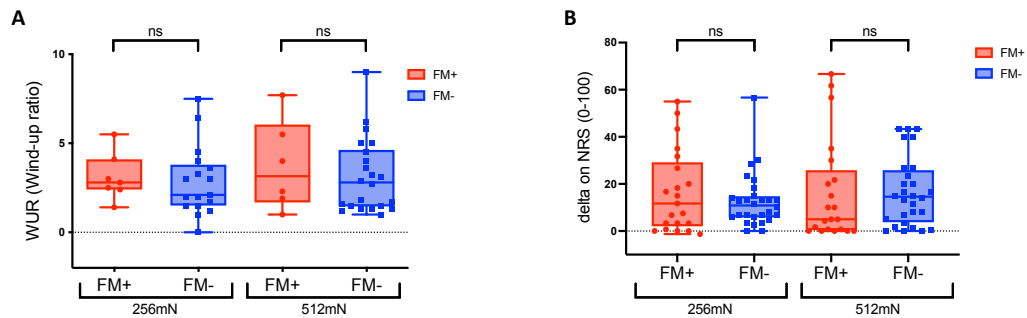 A
ns
ns
WUR (Wind-up ratio)
10
5
0
FM+
FM-
FM+
FM-
FM+
FM-
256mN
512mN
B
ns
ns
delta on NRS (0-100)
80
60
40
20
0
FM+
FM-
FM+
FM-
FM+
FM-
256mN
512mN